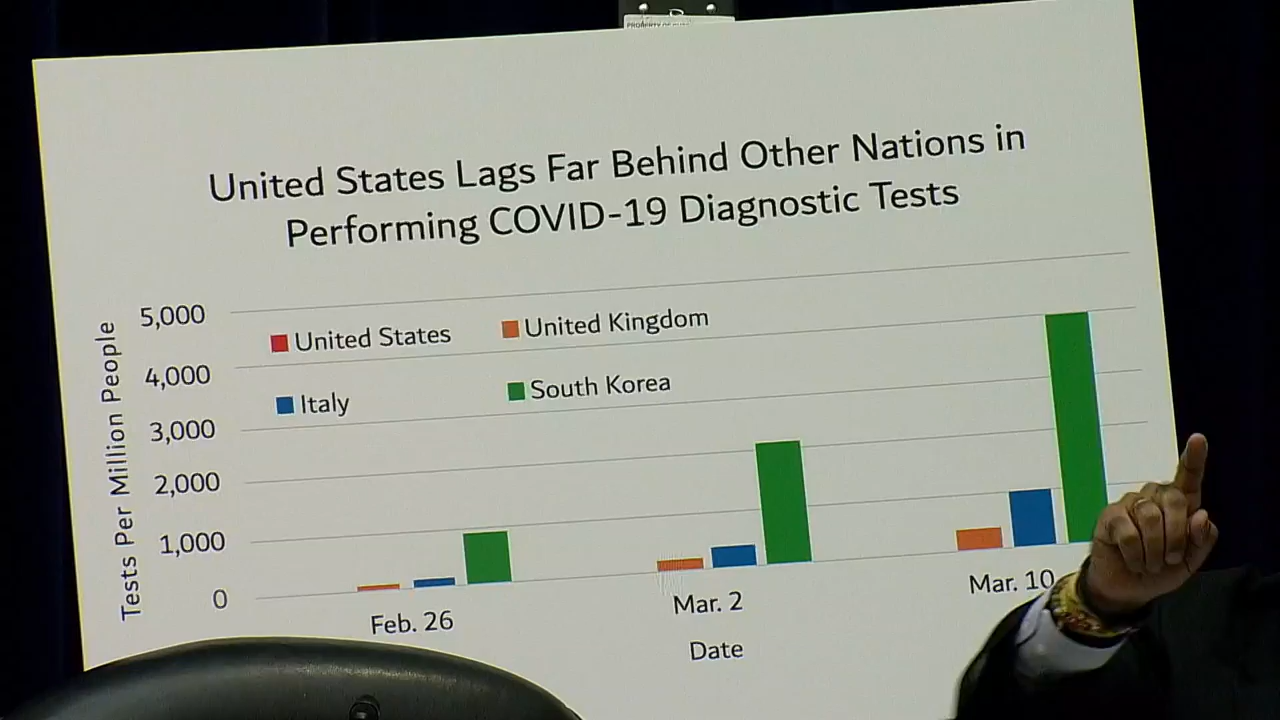 United States Lags Far Behind Other Nations in
Performing COVID-19 Diagnostic Tests
Tests Per Million People
5,000
4,000
3,000
2,000
1,000
0
United States
United Kingdom
Italy
South Korea
Feb. 26
Mar. 2
Mar. 10
Date